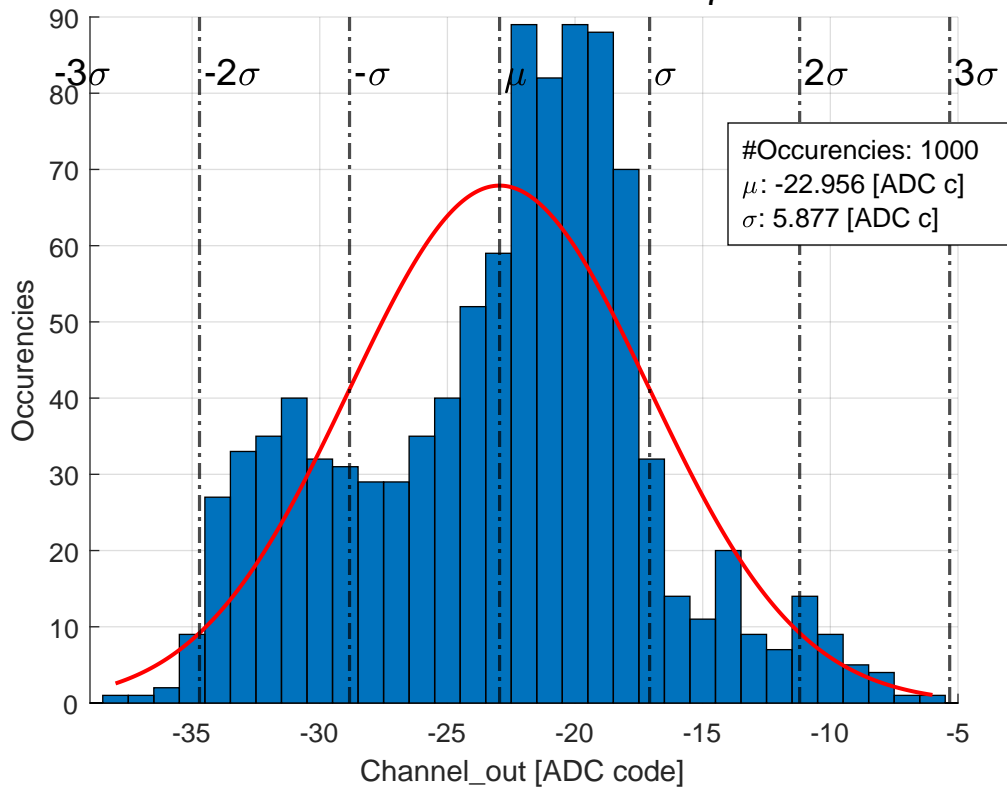 90
80
70
60
50
40
30
20
10
0
Occurencies
-3σ
-2σ
-σ
μ
σ
2σ
3σ
#Occurencies: 1000
μ: -22.956 [ADC c]
σ: 5.877 [ADC c]
-35
-30
-25
-20
-15
-10
-5
Channel_out [ADC code]